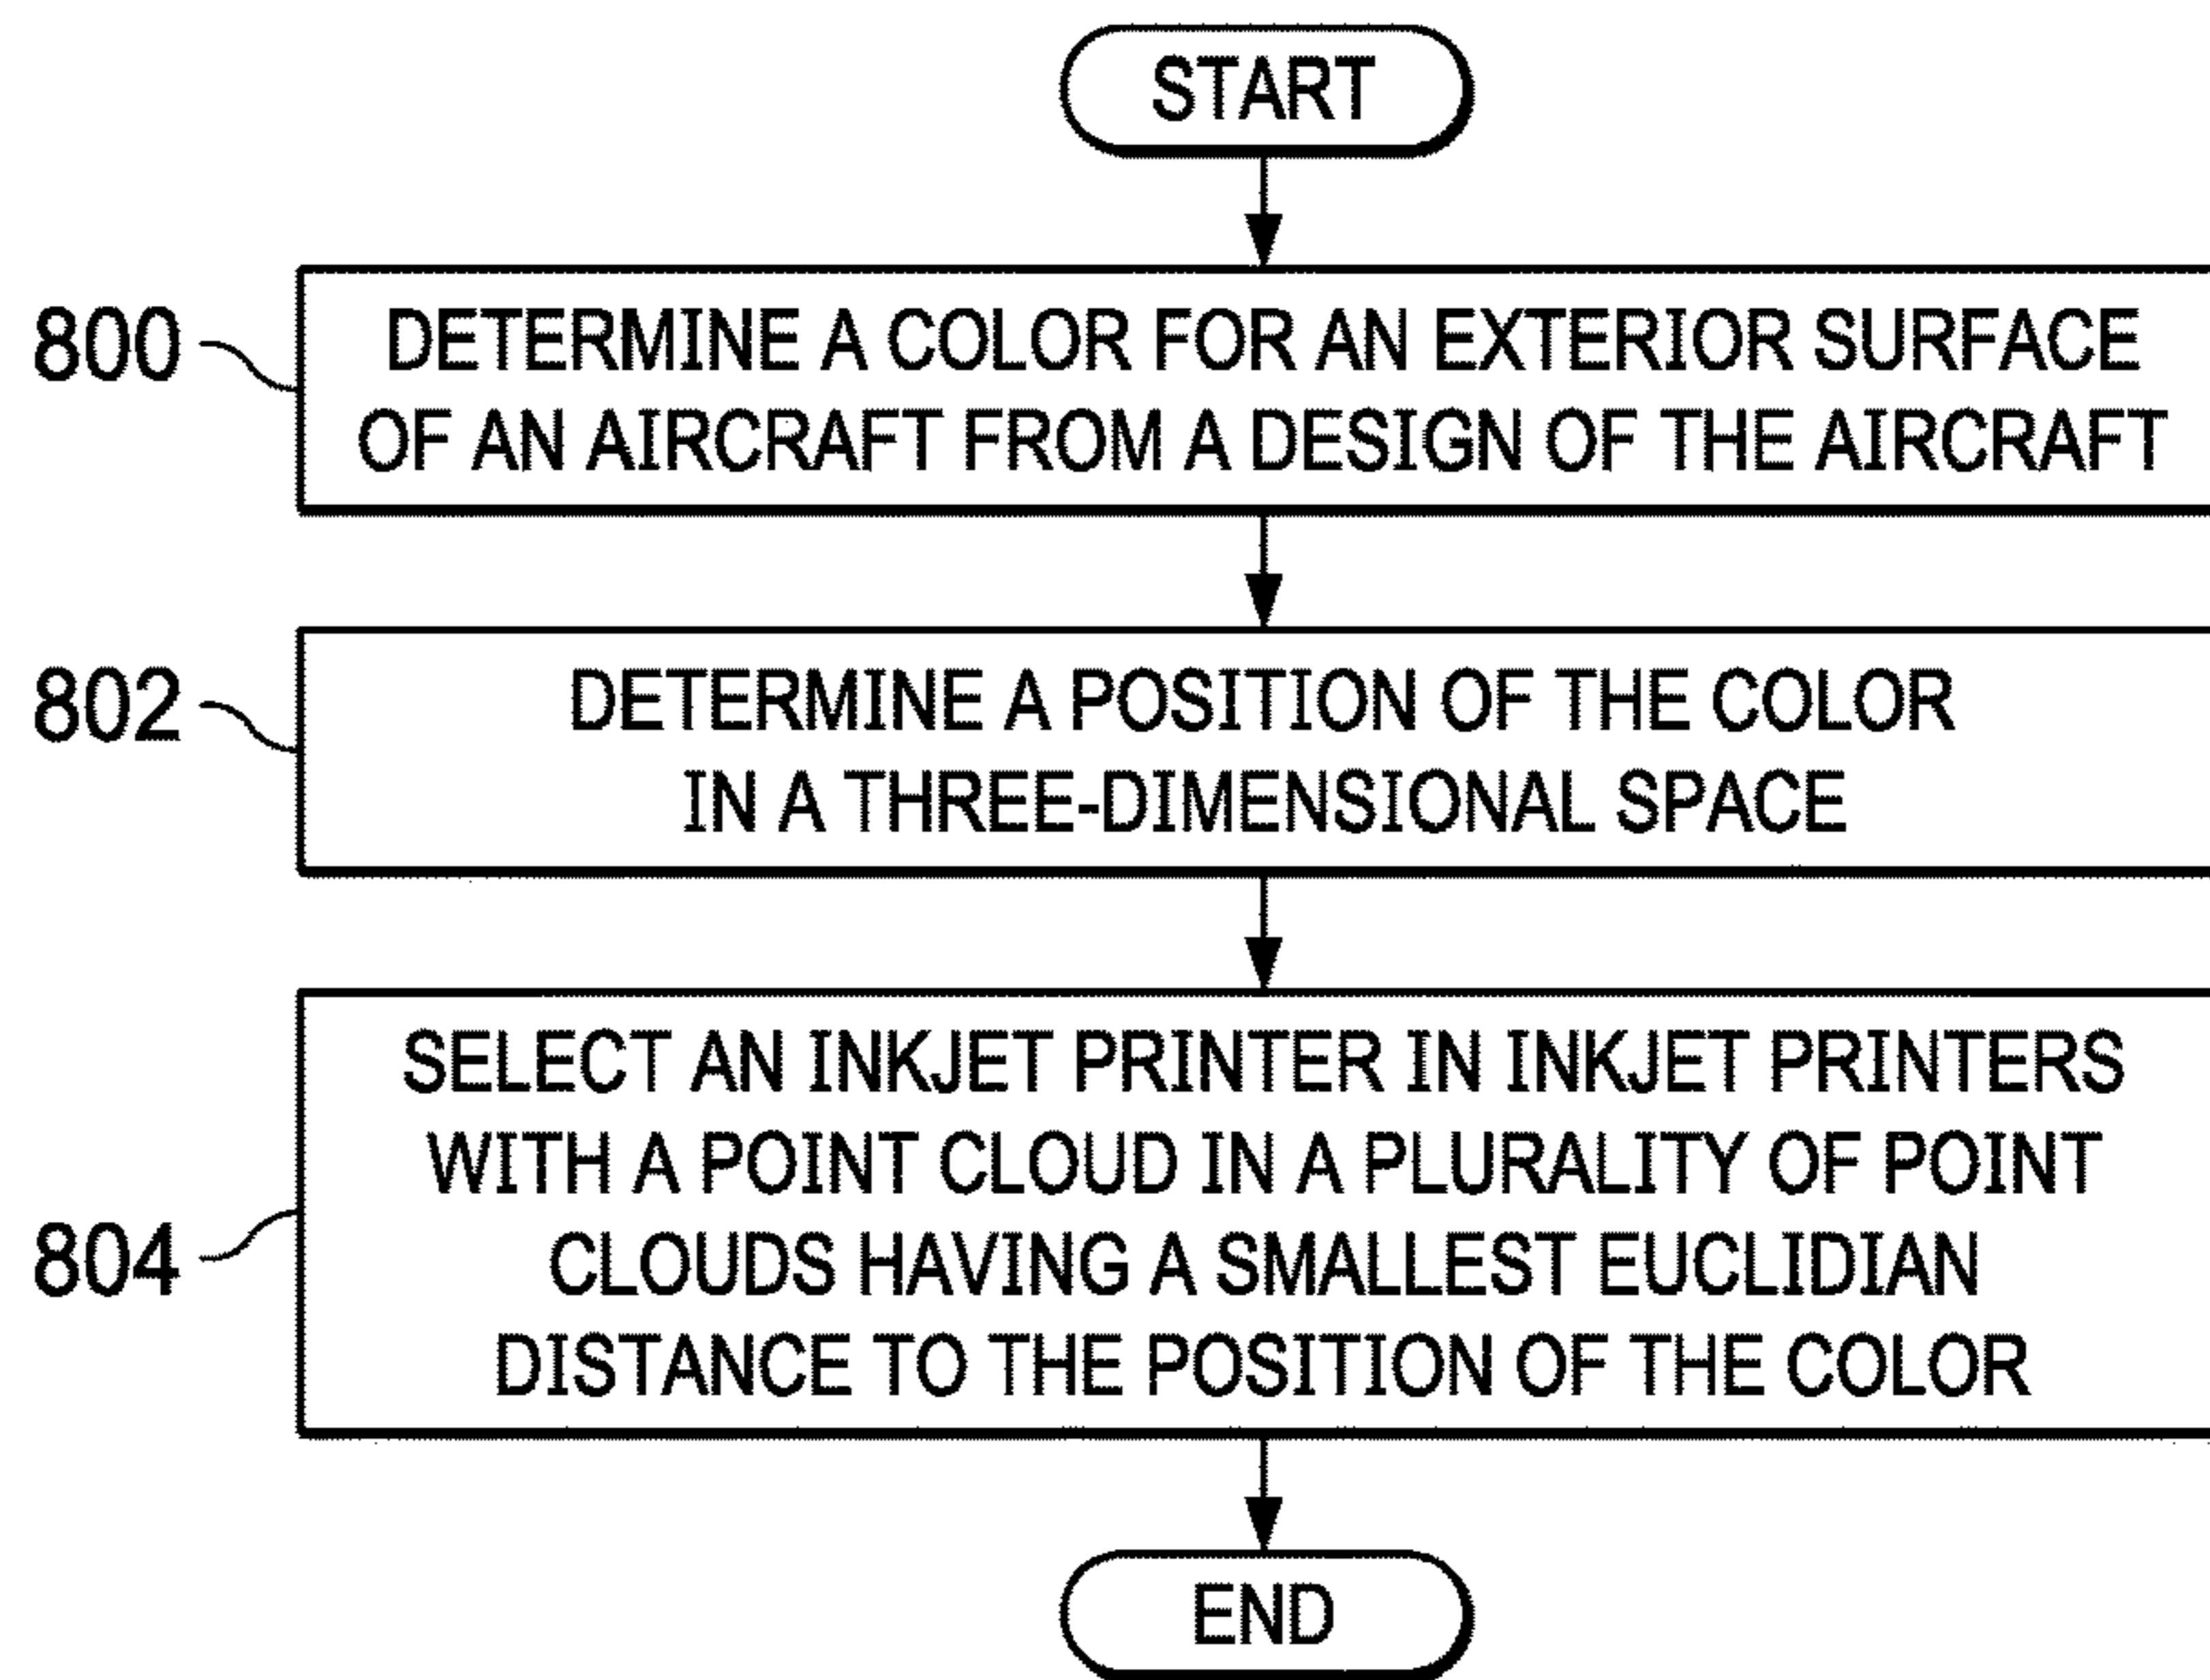 START
800
DETERMINE A COLOR FOR AN EXTERIOR SURFACE
OF AN AIRCRAFT FROM A DESIGN OF THE AIRCRAFT
802
DETERMINE A POSITION OF THE COLOR
IN A THREE-DIMENSIONAL SPACE
804
SELECT AN INKJET PRINTER IN INKJET PRINTERS
WITH A POINT CLOUD IN A PLURALITY OF POINT
CLOUDS HAVING A SMALLEST EUCLIDIAN
DISTANCE TO THE POSITION OF THE COLOR
END